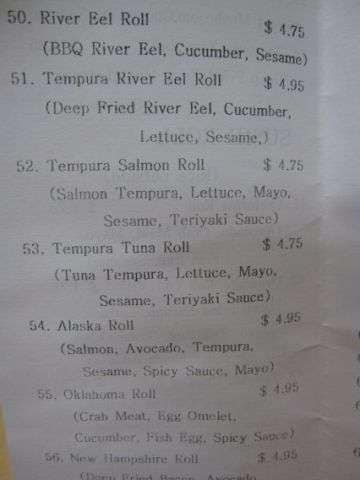 50. River Eel Roll $ 4.75
(BBQ River Eel, Cucumber, Sesame)
51. Tempura River Eel Roll $ 4.95
(Deep Fried River Eel, Cucumber,
Lettuce, Sesame,)
52. Tempura Salmon Roll $ 4.75
(Salmon Tempura, Lettuce, Mayo,
Sesame, Teriyaki Sauce)
53. Tempura Tuna Roll $ 4.75
(Tuna Tempura, Lettuce, Mayo,
Sesame, Teriyaki Sauce)
54. Alaska Roll $ 4.95
(Salmon, Avocado, Tempura,
Sesame, Spicy Sauce, Mayo)
55. Oklahoma Roll $ 4.95
(Crab Meat, Egg Omelet,
Cucumber, Fish Egg, Spicy Sauce)
56. New Hampshire Roll $ 4.95
(Deep Fried Bacon, Avocado